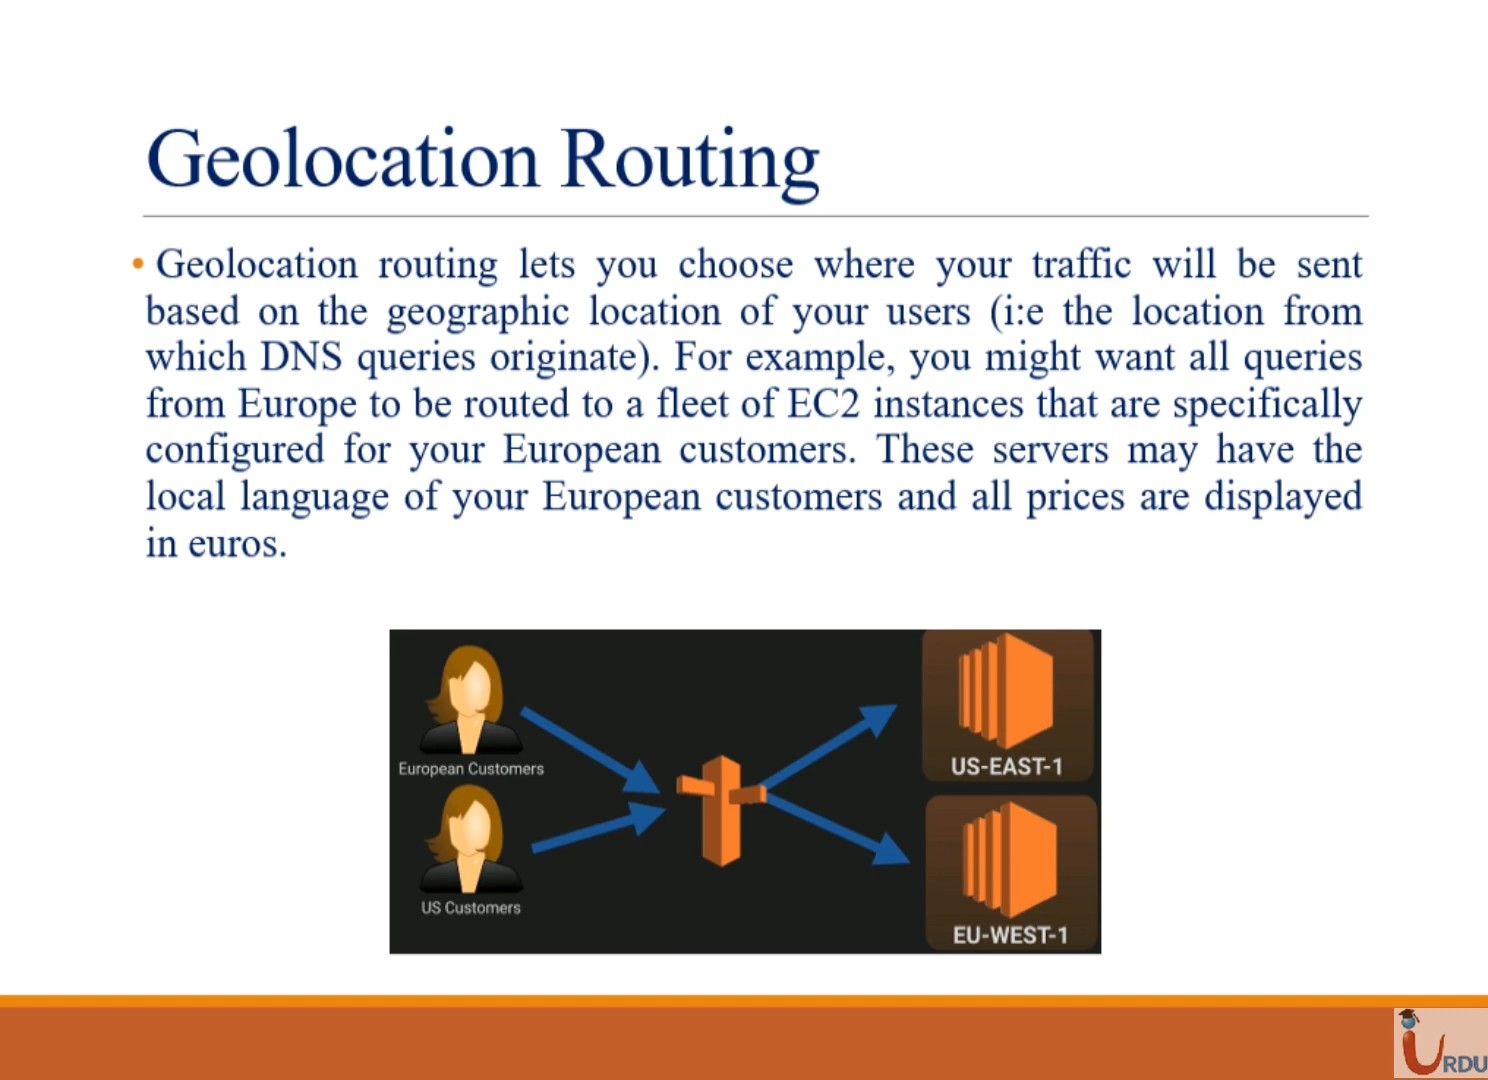 Geolocation Routing
• Geolocation routing lets you choose where your traffic will be sent
based on the geographic location of your users (i:e the location from
which DNS queries originate). For example, you might want all queries
from Europe to be routed to a fleet of EC2 instances that are specifically
configured for your European customers. These servers may have the
local language of your European customers and all prices are displayed
in euros.
European Customers
US Customers
US-EAST-1
EU-WEST-1
URDU